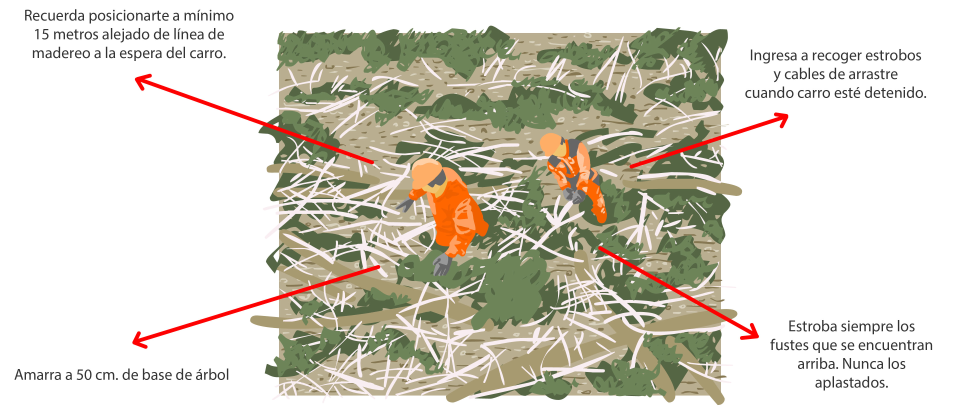 Recuerda posicionarte a mínimo
15 metros alejado de línea de
madereo a la espera del carro.
Ingresa a recoger estrobos
y cables de arrastre
cuando carro esté detenido.
Amarra a 50 cm. de base de árbol
Estroba siempre los
fustes que se encuentran
arriba. Nunca los
aplastados.